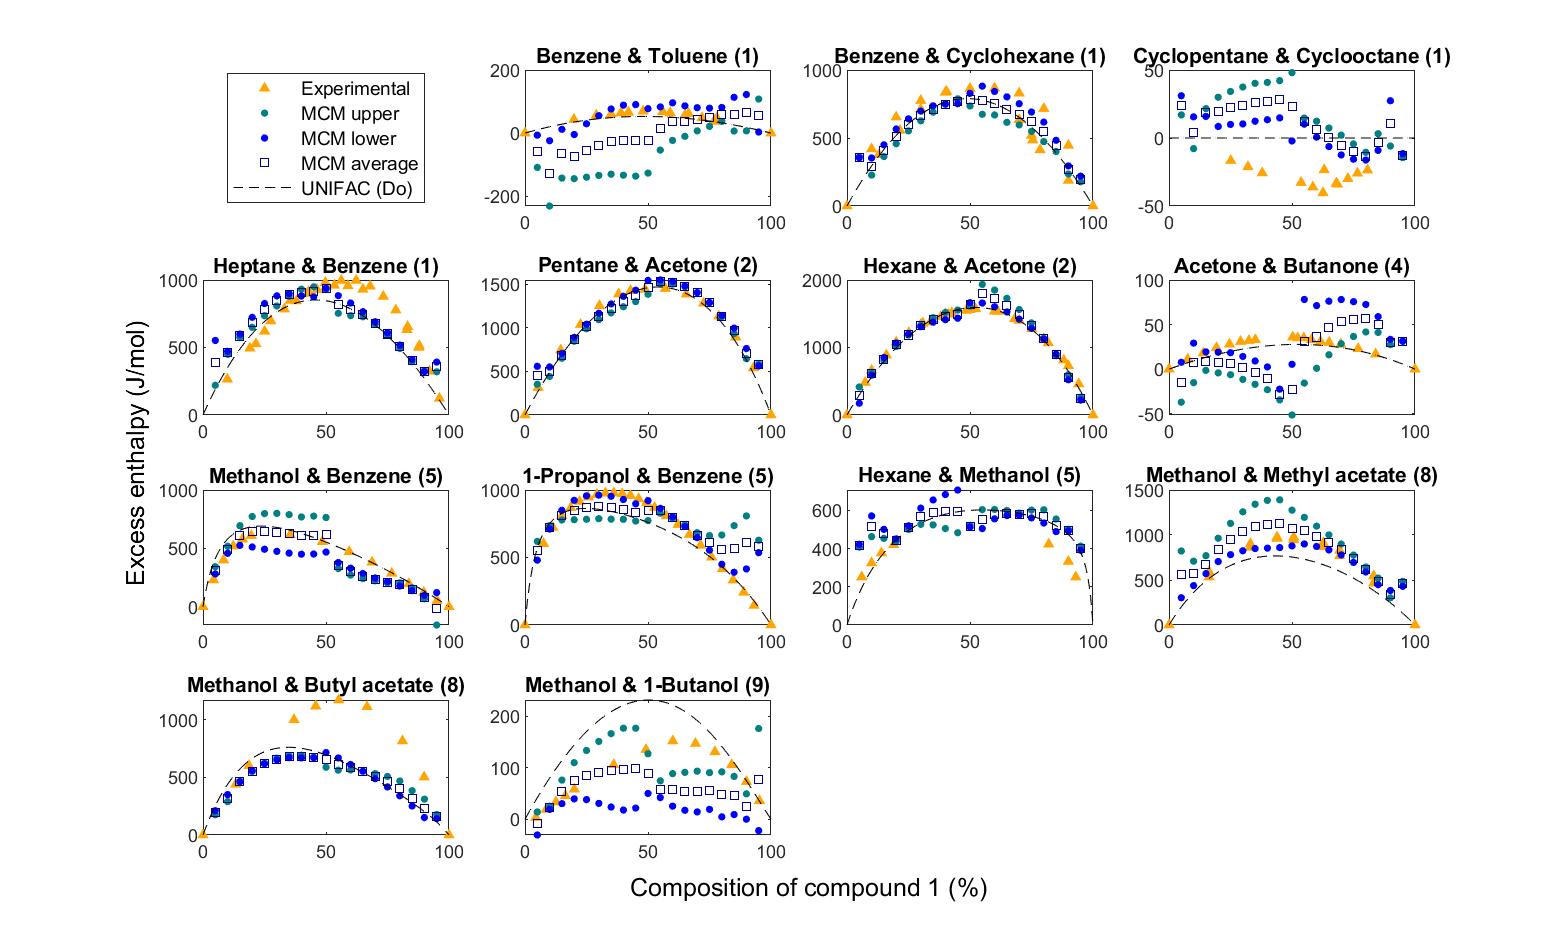 Experimental
MCM upper
MCM lower
MCM average
UNIFAC (Do)
Benzene & Toluene (1)
200
0
-200
0 50 100
Benzene & Cyclohexane (1)
1000
500
0
0 50 100
Cyclopentane & Cyclooctane (1)
50
0
-50
0 50 100
Heptane & Benzene (1)
1000
500
0
0 50 100
Pentane & Acetone (2)
1500
1000
500
0
0 50 100
Hexane & Acetone (2)
2000
1000
0
0 50 100
Acetone & Butanone (4)
100
50
0
-50
0 50 100
Excess enthalpy (J/mol)
Methanol & Benzene (5)
1000
500
0
0 50 100
1-Propanol & Benzene (5)
1000
500
0
0 50 100
Hexane & Methanol (5)
600
400
200
0
0 50 100
Methanol & Methyl acetate (8)
1500
1000
500
0
0 50 100
Methanol & Butyl acetate (8)
1000
500
0
0 50 100
Methanol & 1-Butanol (9)
200
100
0
0 50 100
Composition of compound 1 (%)